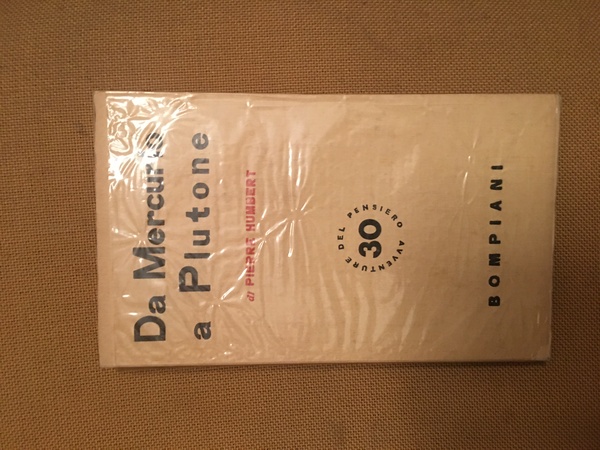 Da Mercurio
a Plutone
di PIERRE HUMBERT
AVVENTURE DEL PENSIERO
30
BOMPIANI